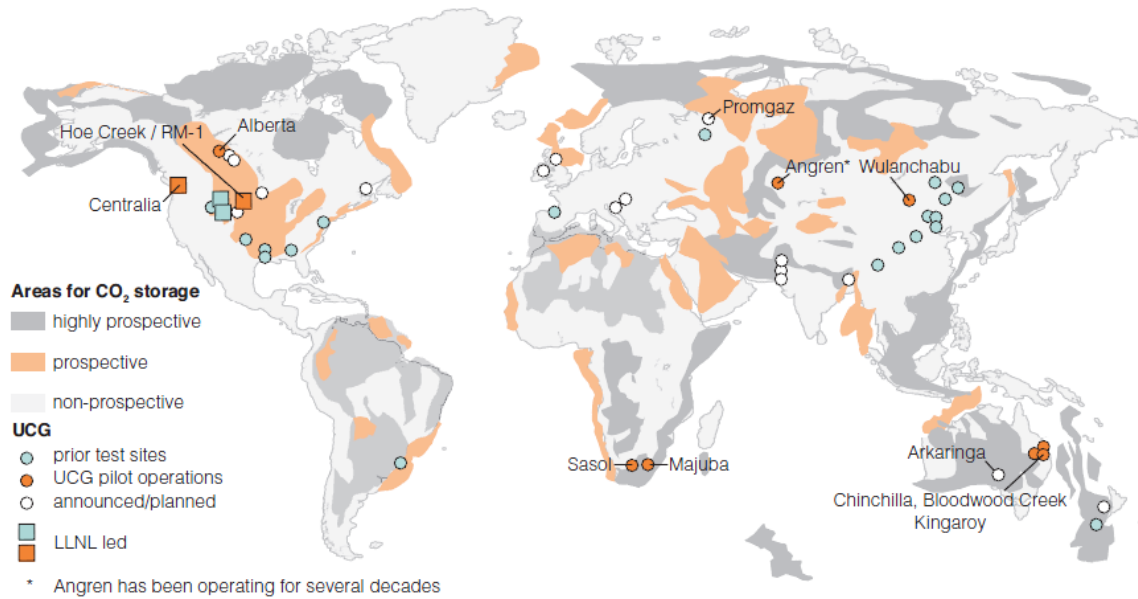 Promgaz
Hoe Creek / RM-1
Alberta
Angren*
Wulanchabu
Centralia
Areas for CO₂ storage
highly prospective
prospective
non-prospective
UCG
prior test sites
UCG pilot operations
announced/planned
LLNL led
* Angren has been operating for several decades
Sasol
Majuba
Arkaringa
Chinchilla, Bloodwood Creek
Kingaroy